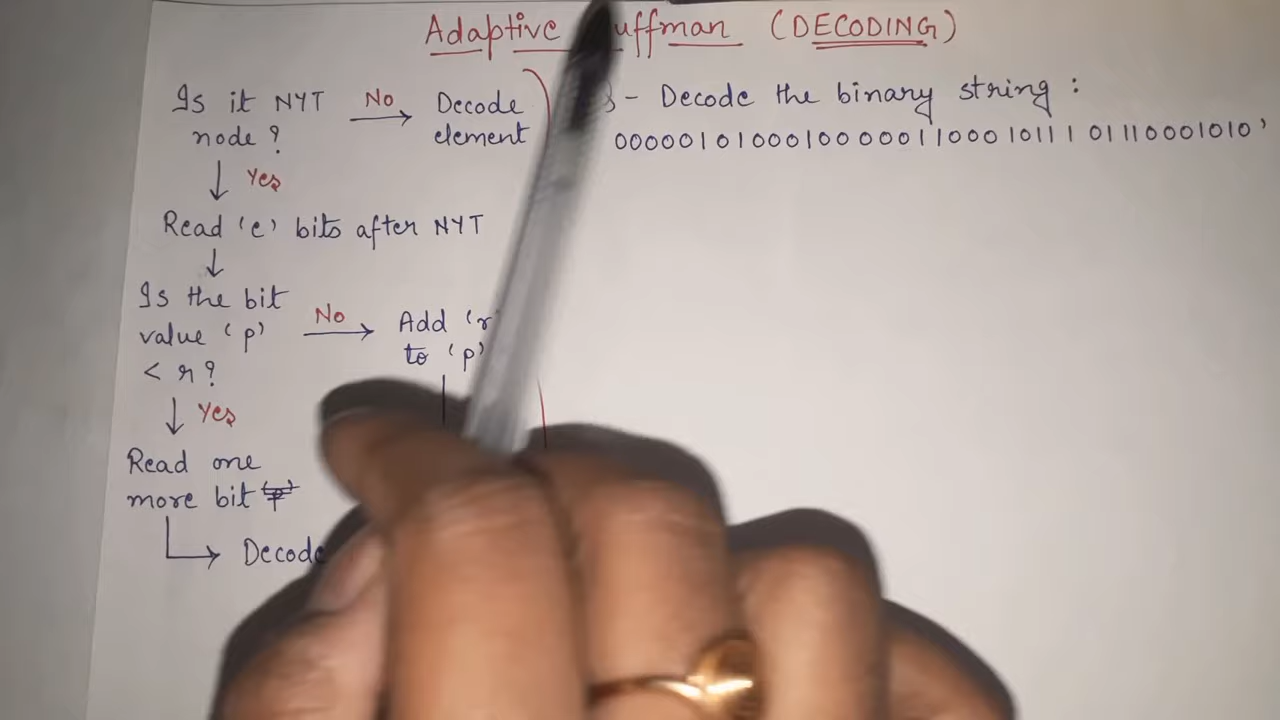 Adaptive uffman (DECODING)
Is it NYT No Decode
node? element
Yes
Read 'e' bits after NYT
Is the bit
value 'p' No Add 'r
< r? to 'p'
Yes
Read one
more bit
Decode
- Decode the binary string :
00000101000100000110001011101110001010'